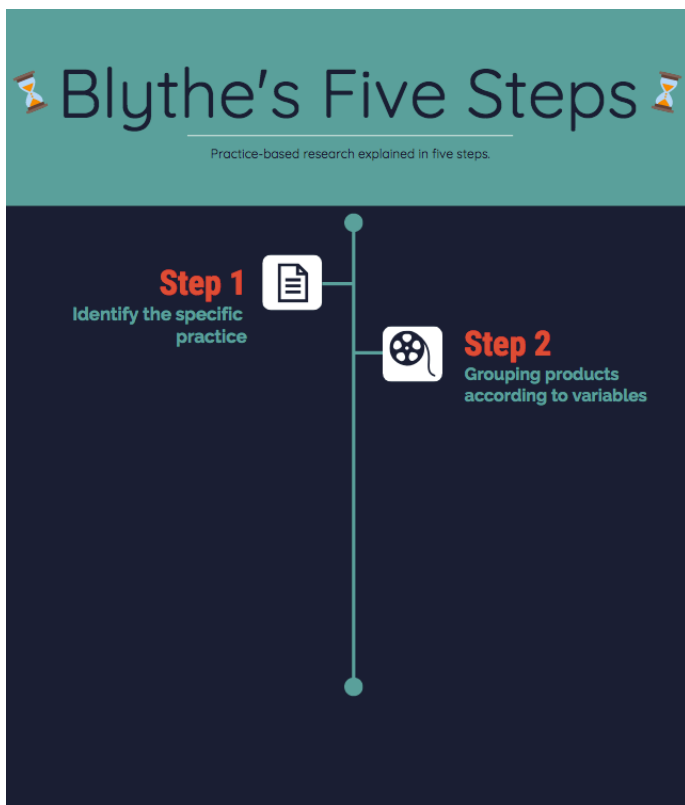 Blythe's Five Steps
Practice-based research explained in five steps.
Step 1
Identify the specific
practice
Step 2
Grouping products
according to variables